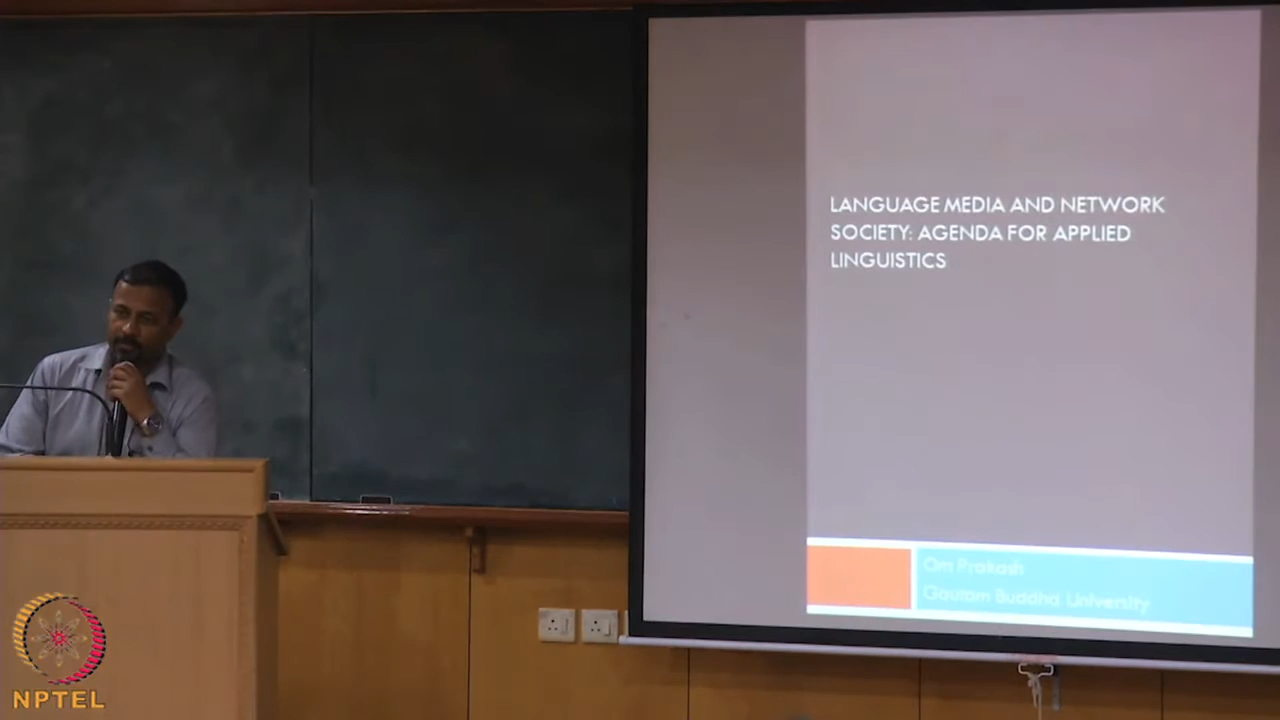 LANGUAGE MEDIA AND NETWORK
SOCIETY: AGENDA FOR APPLIED
LINGUISTICS
Om Prakash
Gautam Buddha University
NPTEL